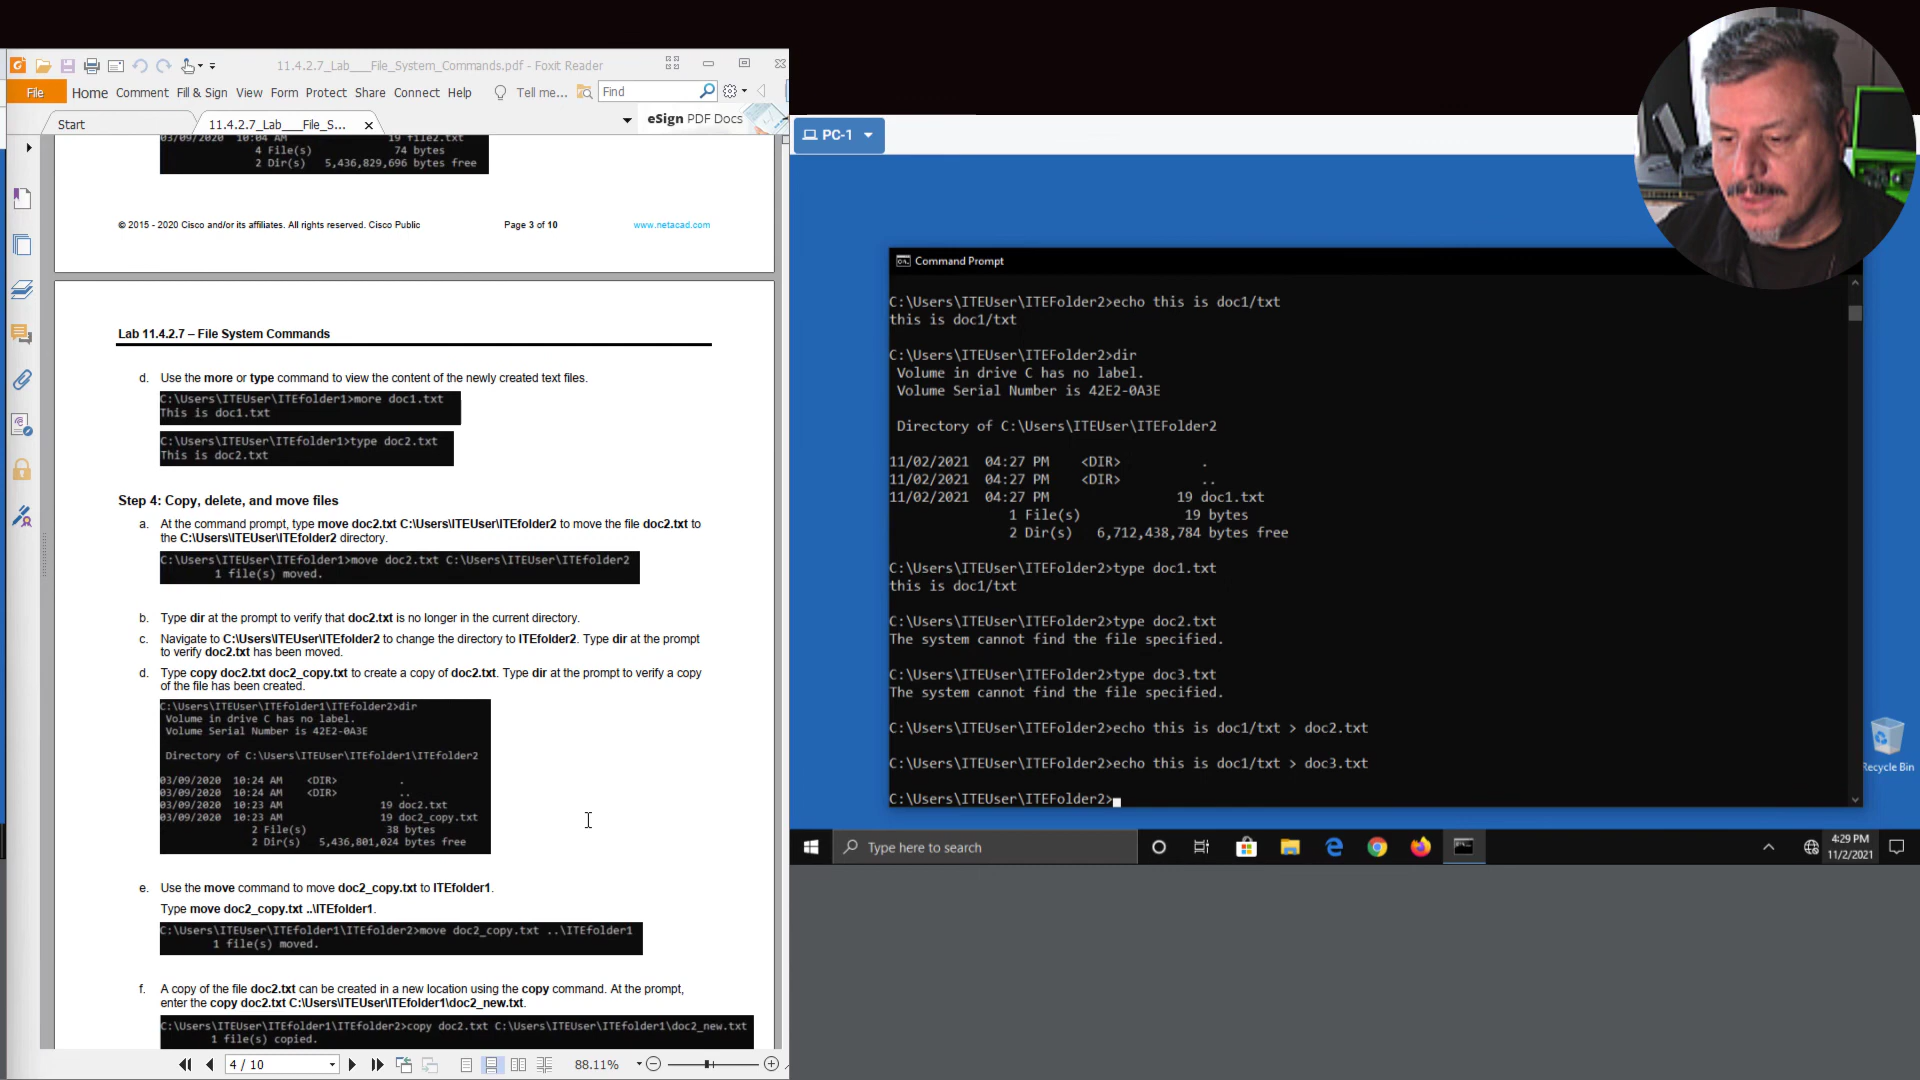 11.4.2.7_Lab___File_System_Commands.pdf - Foxit Reader
File Home Comment Fill & Sign View Form Protect Share Connect Help Tell me... Find
Start 11.4.2.7_Lab___File_S... eSign PDF Docs
4 File(s) 74 bytes
2 Dir(s) 5,436,829,696 bytes free
© 2015 - 2020 Cisco and/or its affiliates. All rights reserved. Cisco Public Page 3 of 10 www.netacad.com
Lab 11.4.2.7 – File System Commands
d. Use the more or type command to view the content of the newly created text files.
C:\Users\ITEUser\ITEfolder1>more doc1.txt
This is doc1.txt
C:\Users\ITEUser\ITEfolder1>type doc2.txt
This is doc2.txt
Step 4: Copy, delete, and move files
a. At the command prompt, type move doc2.txt C:\Users\ITEUser\ITEfolder2 to move the file doc2.txt to
the C:\Users\ITEUser\ITEfolder2 directory.
C:\Users\ITEUser\ITEfolder1>move doc2.txt C:\Users\ITEUser\ITEfolder2
1 file(s) moved.
b. Type dir at the prompt to verify that doc2.txt is no longer in the current directory.
c. Navigate to C:\Users\ITEUser\ITEfolder2 to change the directory to ITEfolder2. Type dir at the prompt
to verify doc2.txt has been moved.
d. Type copy doc2.txt doc2_copy.txt to create a copy of doc2.txt. Type dir at the prompt to verify a copy
of the file has been created.
C:\Users\ITEUser\ITEfolder1\ITEfolder2>dir
Volume in drive C has no label.
Volume Serial Number is 42E2-0A3E
Directory of C:\Users\ITEUser\ITEfolder1\ITEfolder2
03/09/2020 10:24 AM <DIR> .
03/09/2020 10:24 AM <DIR> ..
03/09/2020 10:23 AM 19 doc2.txt
03/09/2020 10:23 AM 19 doc2_copy.txt
2 File(s) 38 bytes
2 Dir(s) 5,436,801,024 bytes free
e. Use the move command to move doc2_copy.txt to ITEfolder1.
Type move doc2_copy.txt ..\ITEfolder1.
C:\Users\ITEUser\ITEfolder1\ITEfolder2>move doc2_copy.txt ..\ITEfolder1
1 file(s) moved.
f. A copy of the file doc2.txt can be created in a new location using the copy command. At the prompt,
enter the copy doc2.txt C:\Users\ITEUser\ITEfolder1\doc2_new.txt.
C:\Users\ITEUser\ITEfolder1\ITEfolder2>copy doc2.txt C:\Users\ITEUser\ITEfolder1\doc2_new.txt
1 file(s) copied.
4 / 10 88.11%
PC-1
Command Prompt
C:\Users\ITEUser\ITEFolder2>echo this is doc1/txt
this is doc1/txt
C:\Users\ITEUser\ITEFolder2>dir
Volume in drive C has no label.
Volume Serial Number is 42E2-0A3E
Directory of C:\Users\ITEUser\ITEFolder2
11/02/2021 04:27 PM <DIR> .
11/02/2021 04:27 PM <DIR> ..
11/02/2021 04:27 PM 19 doc1.txt
1 File(s) 19 bytes
2 Dir(s) 6,712,438,784 bytes free
C:\Users\ITEUser\ITEFolder2>type doc1.txt
this is doc1/txt
C:\Users\ITEUser\ITEFolder2>type doc2.txt
The system cannot find the file specified.
C:\Users\ITEUser\ITEFolder2>type doc3.txt
The system cannot find the file specified.
C:\Users\ITEUser\ITEFolder2>echo this is doc1/txt > doc2.txt
C:\Users\ITEUser\ITEFolder2>echo this is doc1/txt > doc3.txt
C:\Users\ITEUser\ITEFolder2>
Recycle Bin
Type here to search
4:29 PM
11/2/2021